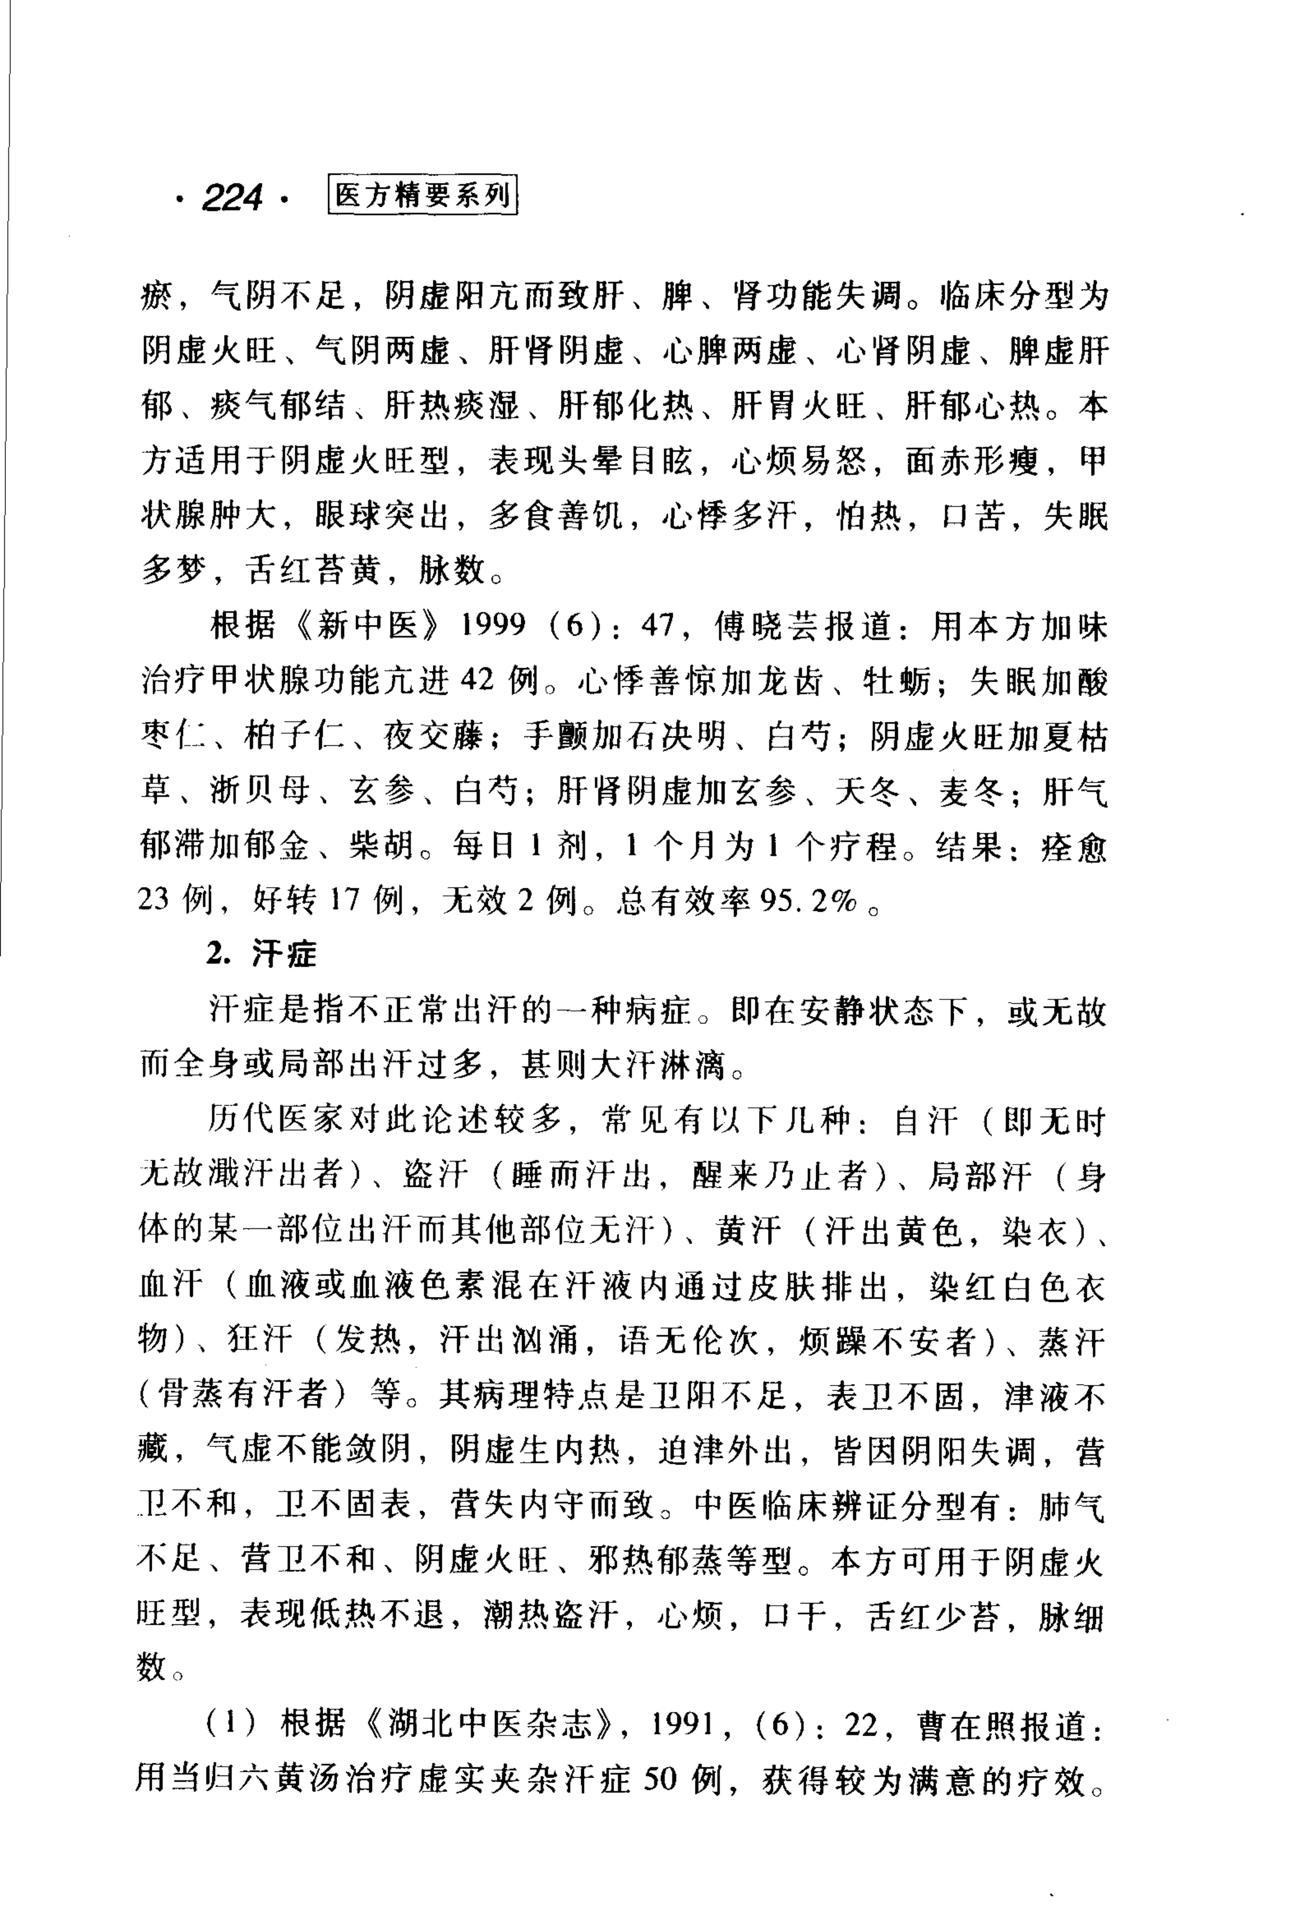 ·224· 医方精要系列
瘀，气阴不足，阴虚阳亢而致肝、脾、肾功能失调。临床分型为
阴虚火旺、气阴两虚、肝肾阴虚、心脾两虚、心肾阴虚、脾虚肝
郁、痰气郁结、肝热痰湿、肝郁化热、肝胃火旺、肝郁心热。本
方适用于阴虚火旺型，表现头晕目眩，心烦易怒，面赤形瘦，甲
状腺肿大，眼球突出，多食善饥，心悸多汗，怕热，口苦，失眠
多梦，舌红苔黄，脉数。
根据《新中医》1999（6）：47，傅晓芸报道：用本方加味
治疗甲状腺功能亢进 42 例。心悸善惊加龙齿、牡蛎；失眠加酸
枣仁、柏子仁、夜交藤；手颤加石决明、白芍；阴虚火旺加夏枯
草、浙贝母、玄参、白芍；肝肾阴虚加玄参、天冬、麦冬；肝气
郁滞加郁金、柴胡。每日 1 剂，1 个月为 1 个疗程。结果：痊愈
23 例，好转 17 例，无效 2 例。总有效率 95.2%。
2. 汗症
汗症是指不正常出汗的一种病症。即在安静状态下，或无故
而全身或局部出汗过多，甚则大汗淋漓。
历代医家对此论述较多，常见有以下几种：自汗（即无时
无故濈汗出者）、盗汗（睡而汗出，醒来乃止者）、局部汗（身
体的某一部位出汗而其他部位无汗）、黄汗（汗出黄色，染衣）、
血汗（血液或血液色素混在汗液内通过皮肤排出，染红白色衣
物）、狂汗（发热，汗出汹涌，语无伦次，烦躁不安者）、蒸汗
（骨蒸有汗者）等。其病理特点是卫阳不足，表卫不固，津液不
藏，气虚不能敛阴，阴虚生内热，迫津外出，皆因阴阳失调，营
卫不和，卫不固表，营失内守而致。中医临床辨证分型有：肺气
不足、营卫不和、阴虚火旺、邪热郁蒸等型。本方可用于阴虚火
旺型，表现低热不退，潮热盗汗，心烦，口干，舌红少苔，脉细
数。
（1）根据《湖北中医杂志》，1991，（6）：22，曹在照报道：
用当归六黄汤治疗虚实夹杂汗症 50 例，获得较为满意的疗效。